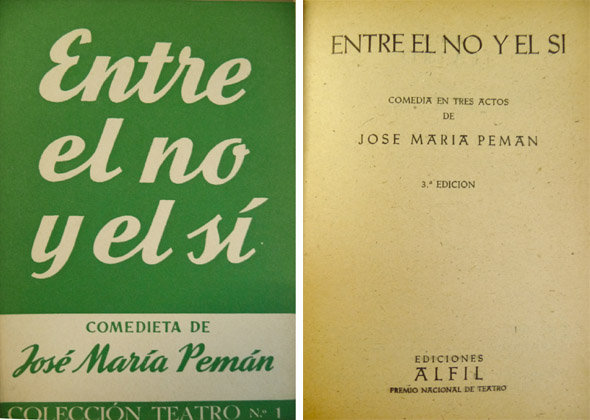 Entre
el no
y el sí
COMEDIETA DE
José María Pemán
COLECCIÓN TEATRO N.º 1
ENTRE EL NO Y EL SI
COMEDIA EN TRES ACTOS
DE
JOSE MARIA PEMAN
3.ª EDICION
EDICIONES
ALFIL
PREMIO NACIONAL DE TEATRO